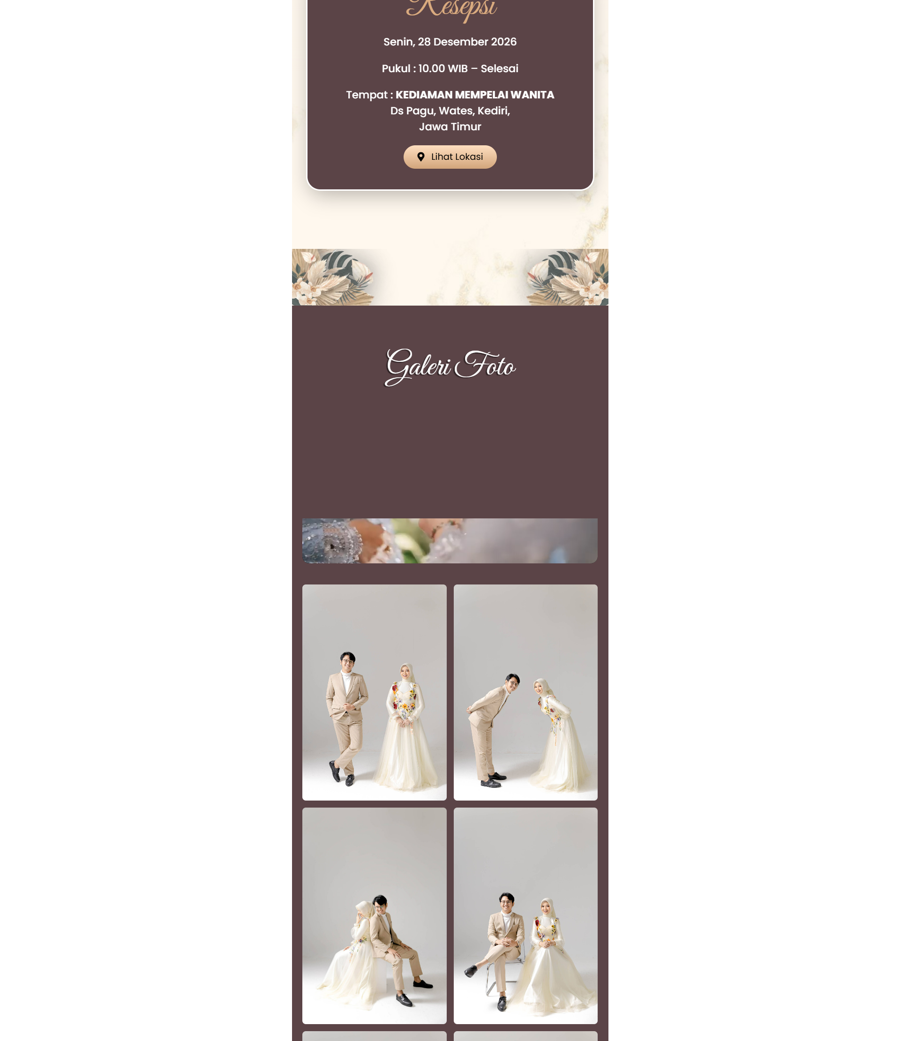 Resepsi
Senin, 28 Desember 2026
Pukul : 10.00 WIB – Selesai
Tempat : KEDIAMAN MEMPELAI WANITA
Ds Pagu, Wates, Kediri,
Jawa Timur
Lihat Lokasi
Galeri Foto